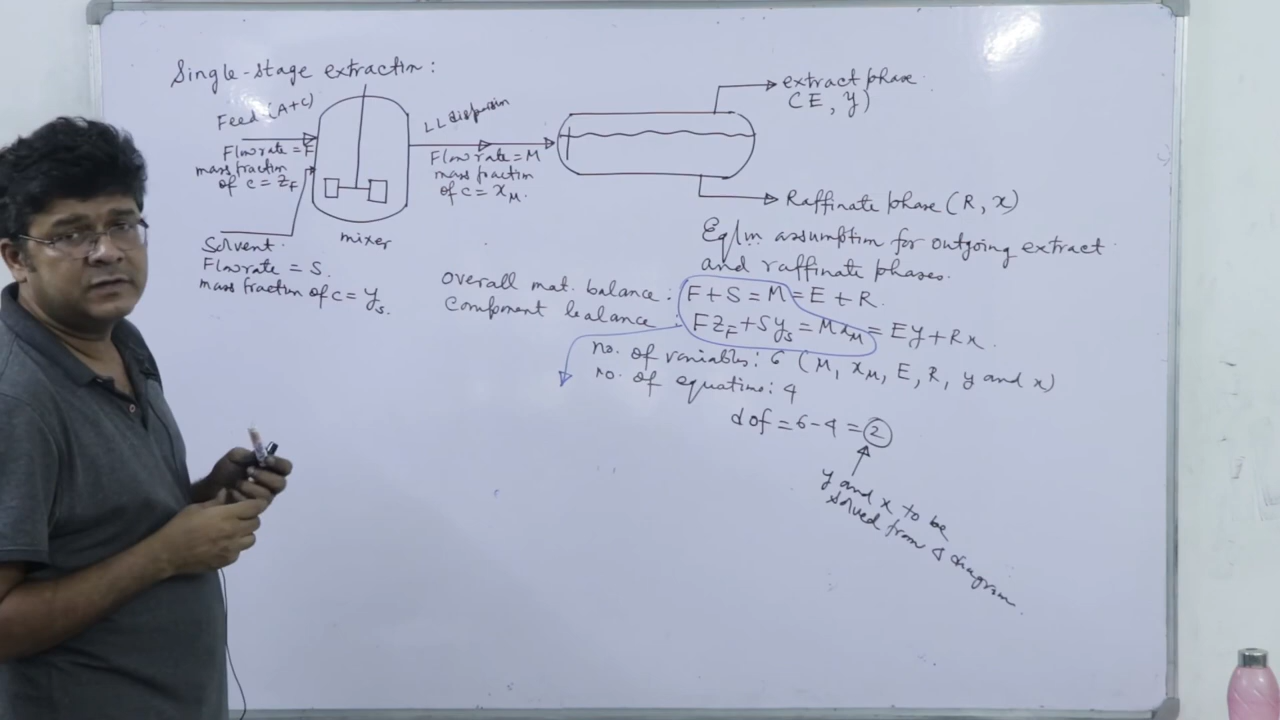 Single-stage extractin:
Feed (A+C)
Flowrate = F
mass fraction
of c = z_F
Solvent.
Flowrate = S.
mass fraction of c = y_s.
mixer
LL dispersion
Flowrate = M
mass fraction
of c = x_M.
extract phase
(E, y)
Raffinate phase (R, x)
Eqlm assumption for outgoing extract
and raffinate phases.
Overall mat. balance: F+S = M = E + R.
Component balance: Fz_F + Sy_s = Mx_M = Ey + Rx.
no. of variables: 6 (M, x_M, E, R, y and x)
no. of equations: 4
dof = 6-4 = 2
y and x to be
solved from Δ diagram.